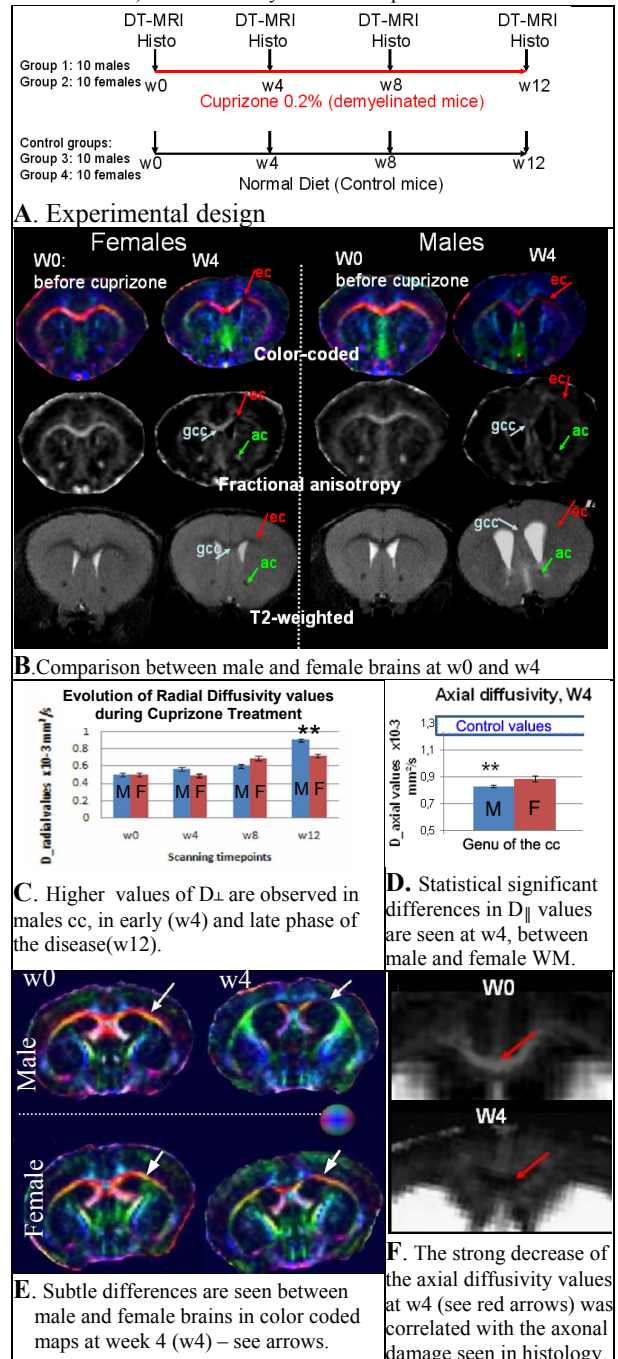 DT-MRI DT-MRI DT-MRI DT-MRI
Histo Histo Histo Histo
Group 1: 10 males
Group 2: 10 females
w0 w4 w8 w12
Cuprizone 0.2% (demyelinated mice)
Control groups:
Group 3: 10 males
Group 4: 10 females
w0 w4 w8 w12
Normal Diet (Control mice)
A. Experimental design
Females Males
W0: W4 W0 W4
before cuprizone before cuprizone
ec ec
Color-coded
ec ec
gcc gcc
ac ac
Fractional anisotropy
ec gcc ec
gcc
ac ac
T2-weighted
B.Comparison between male and female brains at w0 and w4
Evolution of Radial Diffusivity values
during Cuprizone Treatment
D_radial values x10-3 mm²/s
1
0.8
0.6
0.4
0.2
0
**
M F M F M F M F
w0 w4 w8 w12
Scanning timepoints
C. Higher values of D⊥ are observed in
males cc, in early (w4) and late phase of
the disease(w12).
Axial diffusivity, W4
D_axial values x10-3
mm²/s
1,3
1,1
0,9
0,7
0,5
Control values
**
M F
Genu of the cc
D. Statistical significant
differences in D∥ values
are seen at w4, between
male and female WM.
w0 w4
Male
Female
E. Subtle differences are seen between
male and female brains in color coded
maps at week 4 (w4) – see arrows.
W0
W4
F. The strong decrease of
the axial diffusivity values
at w4 (see red arrows) was
correlated with the axonal
damage seen in histology.